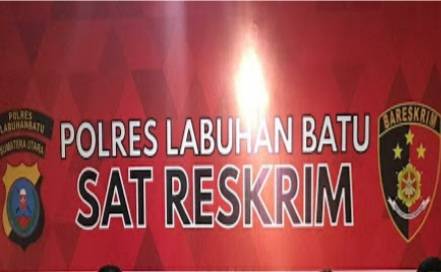 POLRES
LABUHANBATU
SUMATERA UTARA
POLRES LABUHAN BATU
SAT RESKRIM
BARESKRIM